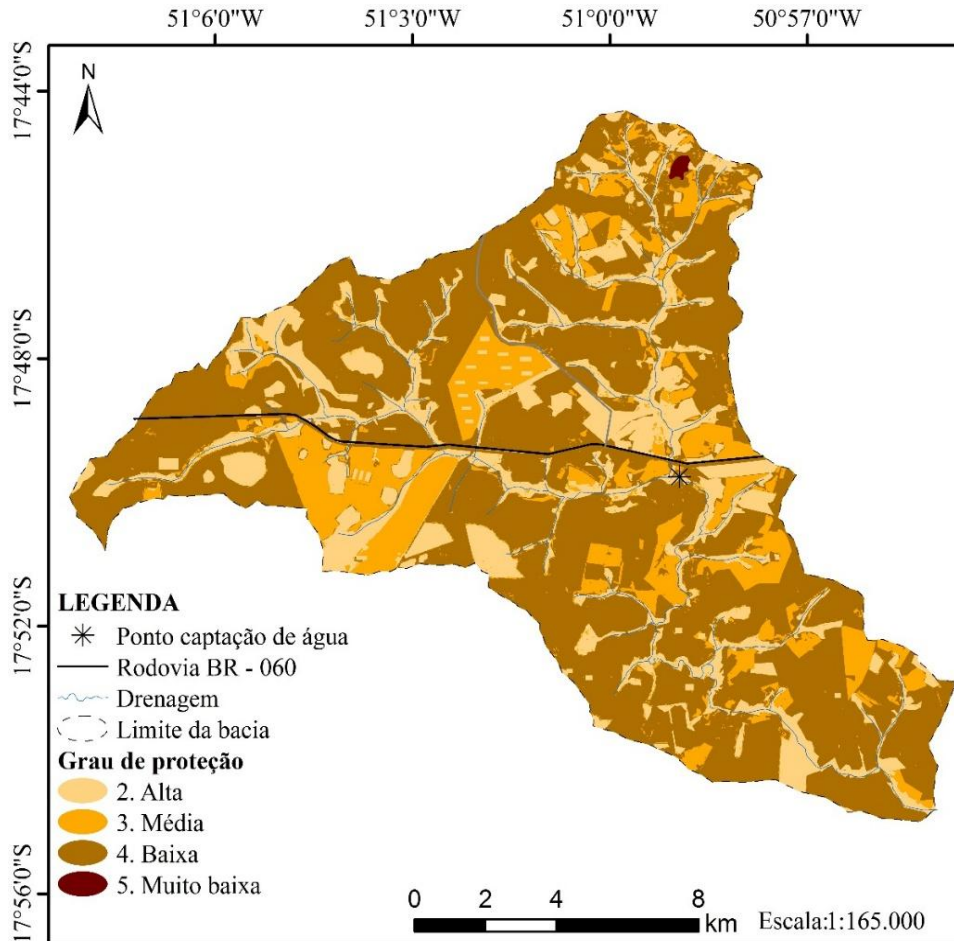 51°6'0"W 51°3'0"W 51°00'W 50°57'0"W
N
17°44'0"S
17°48'0"S
17°52'0"S
17°56'0"S
LEGENDA
Ponto captação de água
Rodovia BR - 060
Drenagem
Limite da bacia
Grau de proteção
2. Alta
3. Média
4. Baixa
5. Muito baixa
0 2 4 8
km
Escala:1:165.000